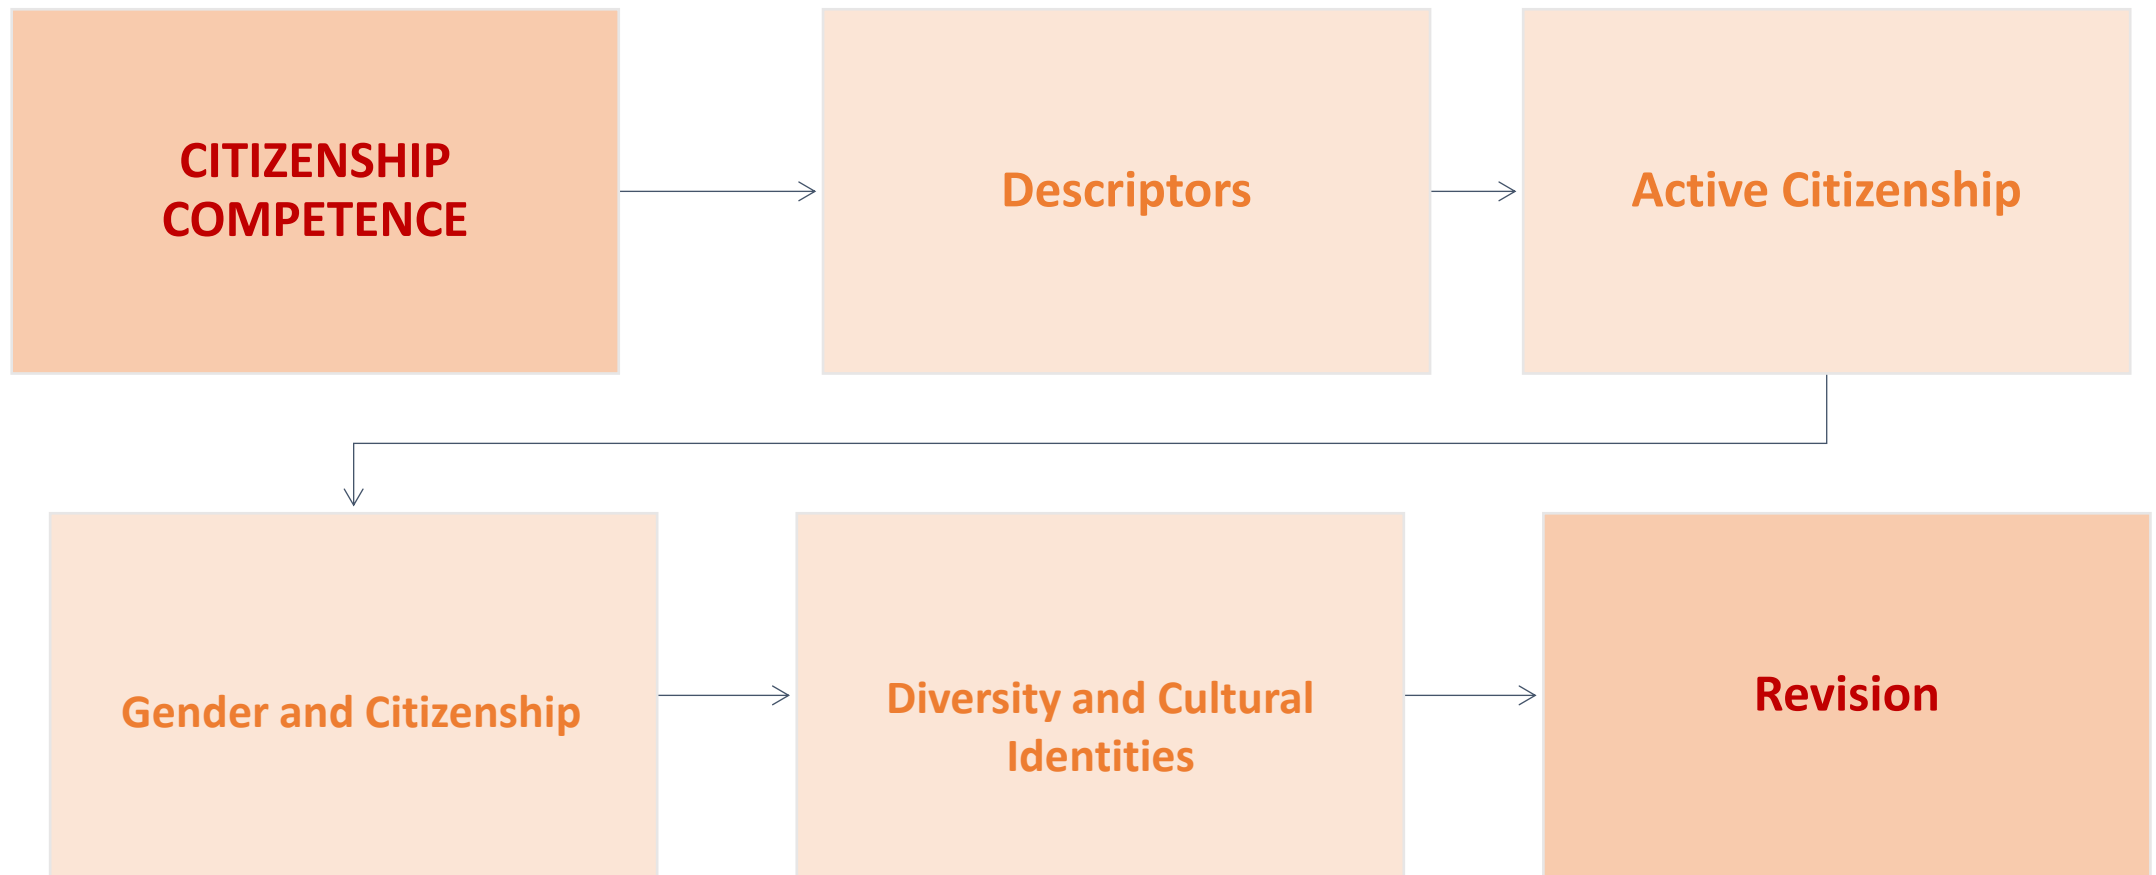 CITIZENSHIP
COMPETENCE
Descriptors
Active Citizenship
Gender and Citizenship
Diversity and Cultural
Identities
Revision